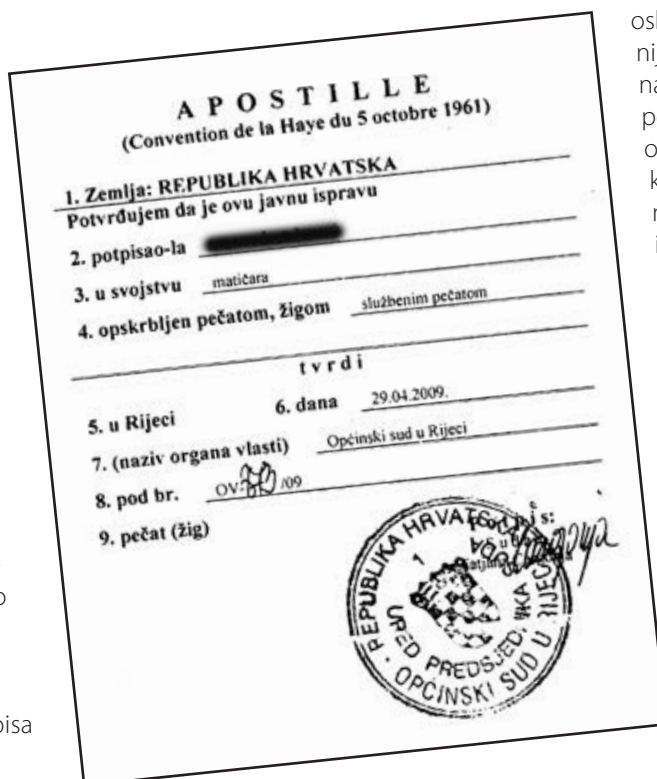 A P O S T I L L E
(Convention de la Haye du 5 octobre 1961)
1. Zemlja: REPUBLIKA HRVATSKA
Potvrđujem da je ovu javnu ispravu
2. potpisao-la
3. u svojstvu matičara
4. opskrbljen pečatom, žigom službenim pečatom
t v r d i
5. u Rijeci 6. dana 29.04.2009.
7. (naziv organa vlasti) Općinski sud u Rijeci
8. pod br. OV- /09
9. pečat (žig)
REPUBLIKA HRVATSKA
1
URED PREDSJEDNIKA
OPĆINSKI SUD U RIJECI